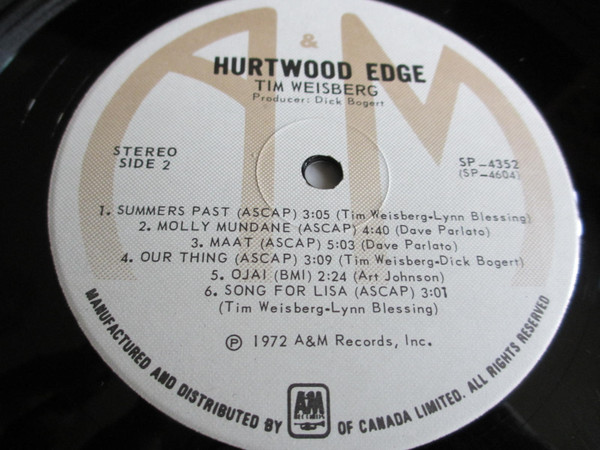 &
HURTWOOD EDGE
TIM WEISBERG
Producer: Dick Bogert
STEREO
SIDE 2
SP-4352
(SP-4604)
1. SUMMERS PAST (ASCAP) 3:05 (Tim Weisberg-Lynn Blessing)
2. MOLLY MUNDANE (ASCAP) 4:40 (Dave Parlato)
3. MAAT (ASCAP) 5:03 (Dave Parlato)
4. OUR THING (ASCAP) 3:09 (Tim Weisberg-Dick Bogert)
5. OJAI (BMI) 2:24 (Art Johnson)
6. SONG FOR LISA (ASCAP) 3:01
(Tim Weisberg-Lynn Blessing)
℗ 1972 A&M Records, Inc.
MANUFACTURED AND DISTRIBUTED BY A&M RECORDS OF CANADA LIMITED. ALL RIGHTS RESERVED